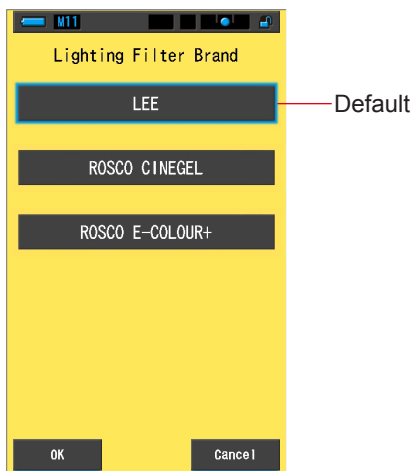 M11
Lighting Filter Brand
LEE
Default
ROSCO CINEGEL
ROSCO E-COLOUR+
OK Cancel